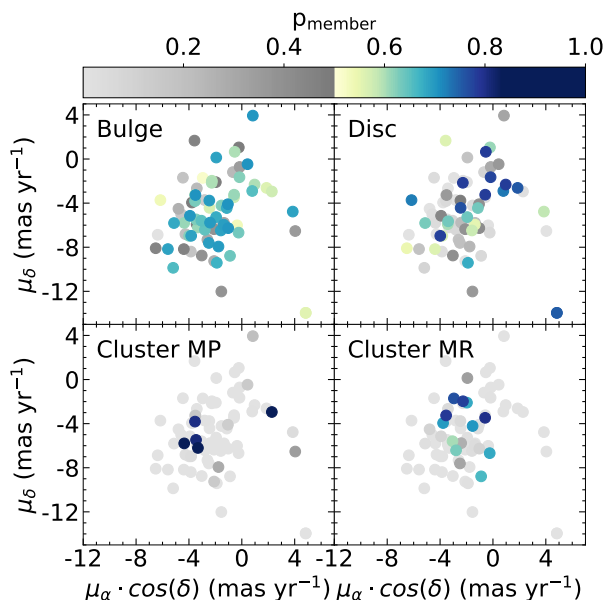 p_member
0.2 0.4 0.6 0.8 1.0
Bulge Disc
4
0
-4
-8
-12
μ_δ (mas yr⁻¹)
Cluster MP Cluster MR
4
0
-4
-8
-12
μ_δ (mas yr⁻¹)
-12 -8 -4 0 4 -12 -8 -4 0 4
μ_α · cos(δ) (mas yr⁻¹) μ_α · cos(δ) (mas yr⁻¹)